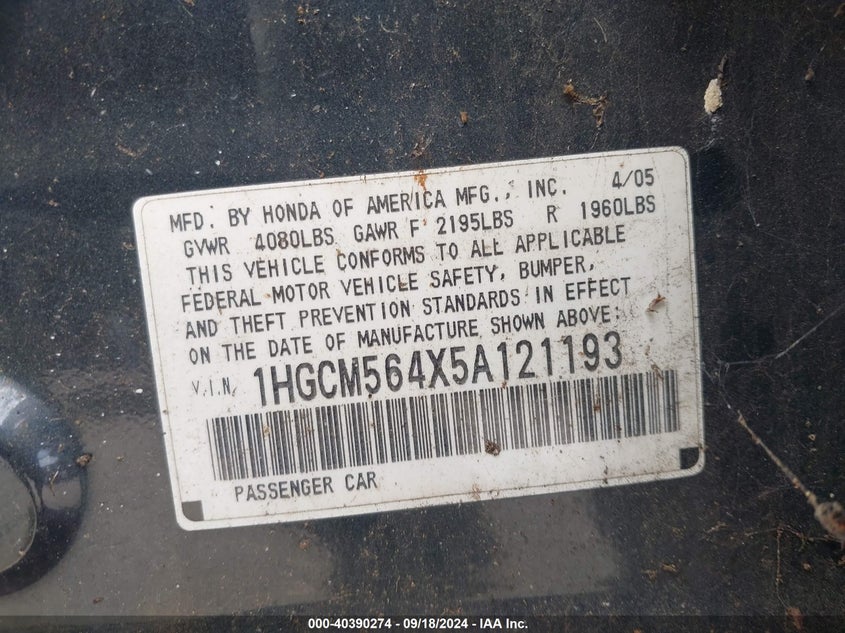 MFD: BY HONDA OF AMERICA MFG., INC. 4/05
GVWR 4080LBS GAWR F 2195LBS R 1960LBS
THIS VEHICLE CONFORMS TO ALL APPLICABLE
FEDERAL MOTOR VEHICLE SAFETY, BUMPER,
AND THEFT PREVENTION STANDARDS IN EFFECT
ON THE DATE OF MANUFACTURE SHOWN ABOVE:
V.I.N. 1HGCM564X5A121193
PASSENGER CAR
000-40390274 - 09/18/2024 - IAA Inc.